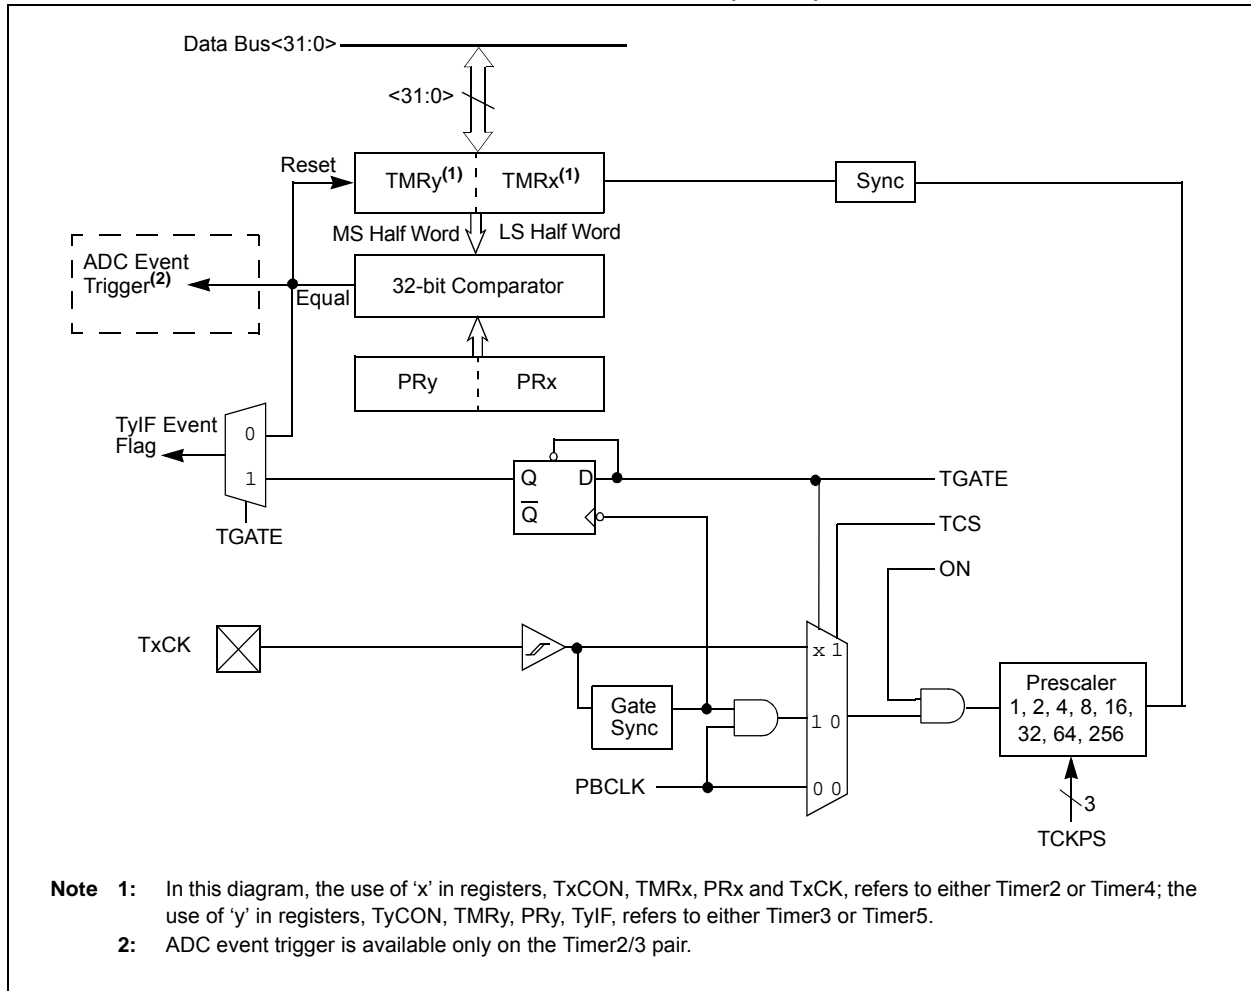 Data Bus<31:0>
<31:0>
Reset
TMRy(1)
TMRx(1)
Sync
MS Half Word
LS Half Word
ADC Event
Trigger(2)
Equal
32-bit Comparator
PRy
PRx
TyIF Event
Flag
0
1
TGATE
Q
D
Q
TGATE
TCS
ON
TxCK
x 1
Gate
Sync
1 0
PBCLK
0 0
Prescaler
1, 2, 4, 8, 16,
32, 64, 256
3
TCKPS
Note 1: In this diagram, the use of ‘x’ in registers, TxCON, TMRx, PRx and TxCK, refers to either Timer2 or Timer4; the
use of ‘y’ in registers, TyCON, TMRy, PRy, TyIF, refers to either Timer3 or Timer5.
2: ADC event trigger is available only on the Timer2/3 pair.